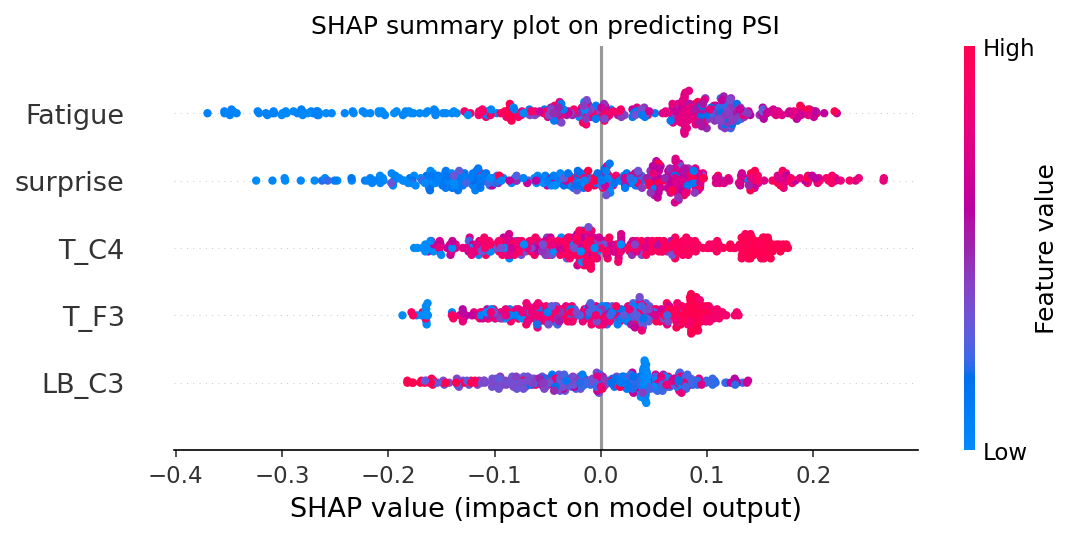 SHAP summary plot on predicting PSI
High
Fatigue
surprise
T_C4
T_F3
LB_C3
Feature value
Low
−0.4 −0.3 −0.2 −0.1 0.0 0.1 0.2
SHAP value (impact on model output)